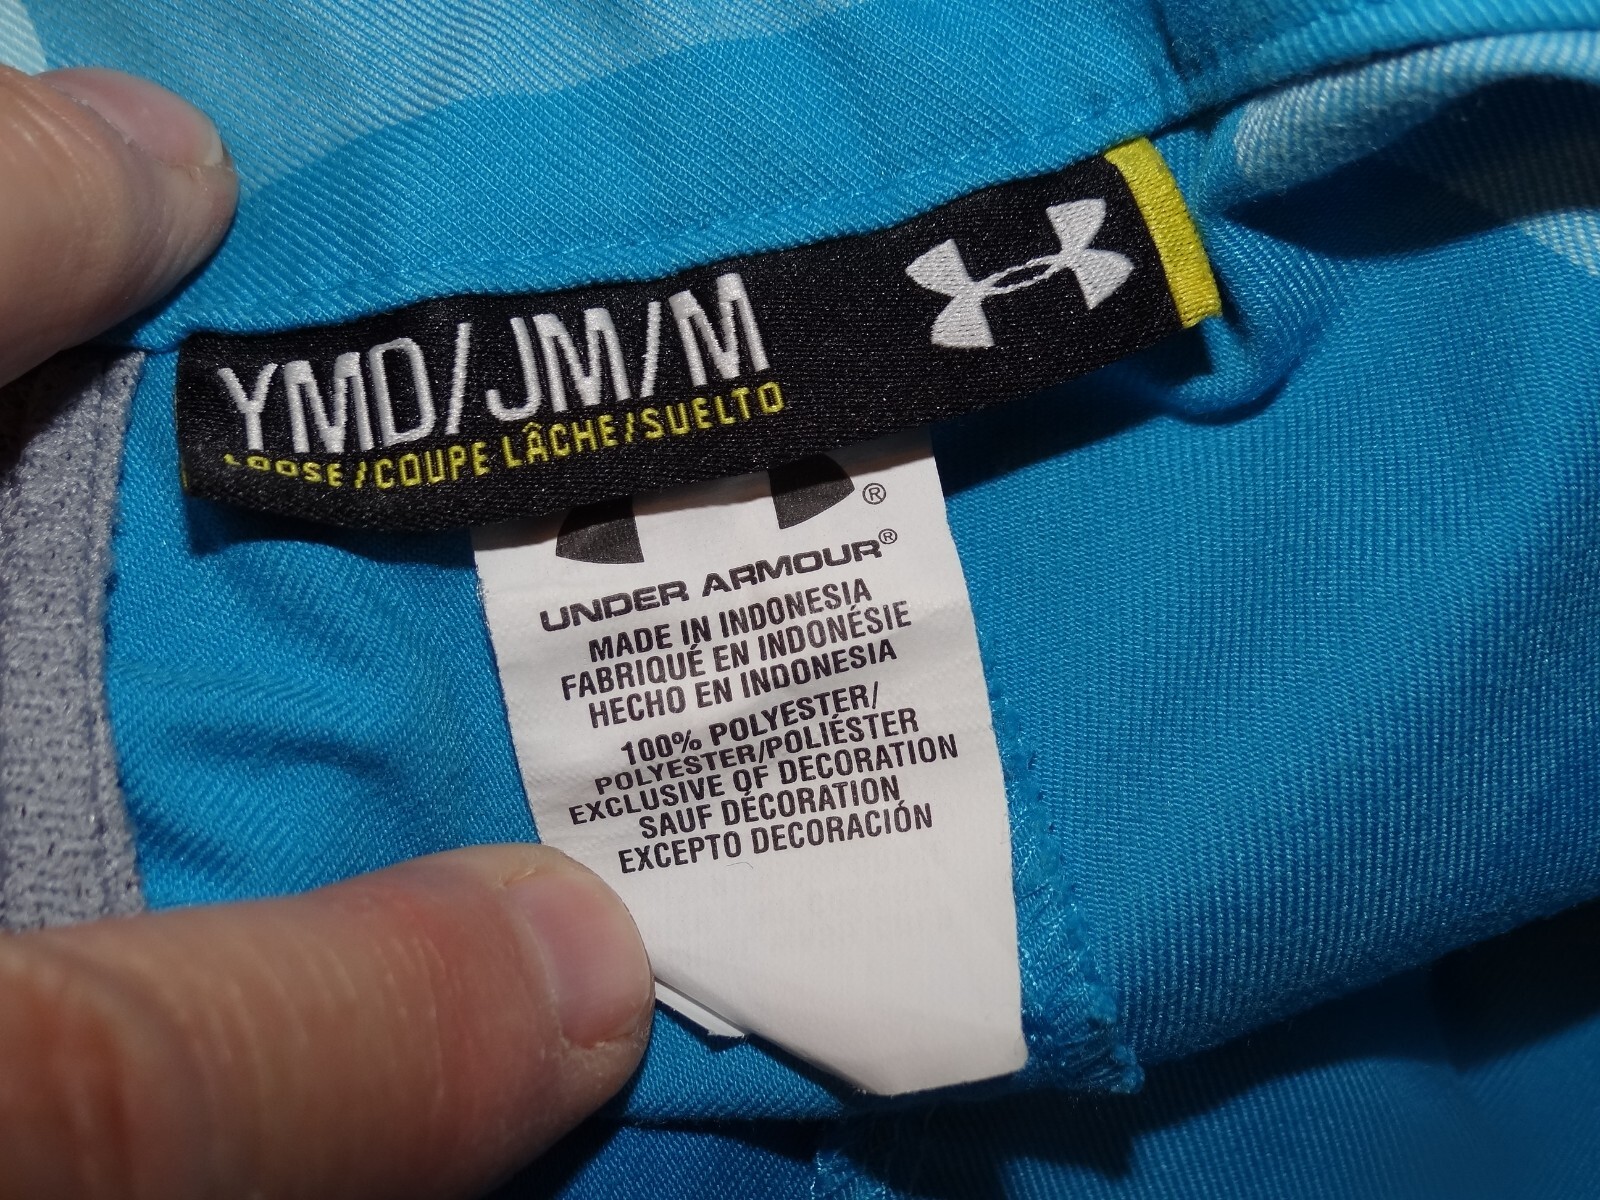 YMD/JM/M
LOOSE/COUPE LÂCHE/SUELTO
®
UNDER ARMOUR®
MADE IN INDONESIA
FABRIQUÉ EN INDONÉSIE
HECHO EN INDONESIA
100% POLYESTER/
POLYESTER/POLIÉSTER
EXCLUSIVE OF DECORATION
SAUF DÉCORATION
EXCEPTO DECORACIÓN